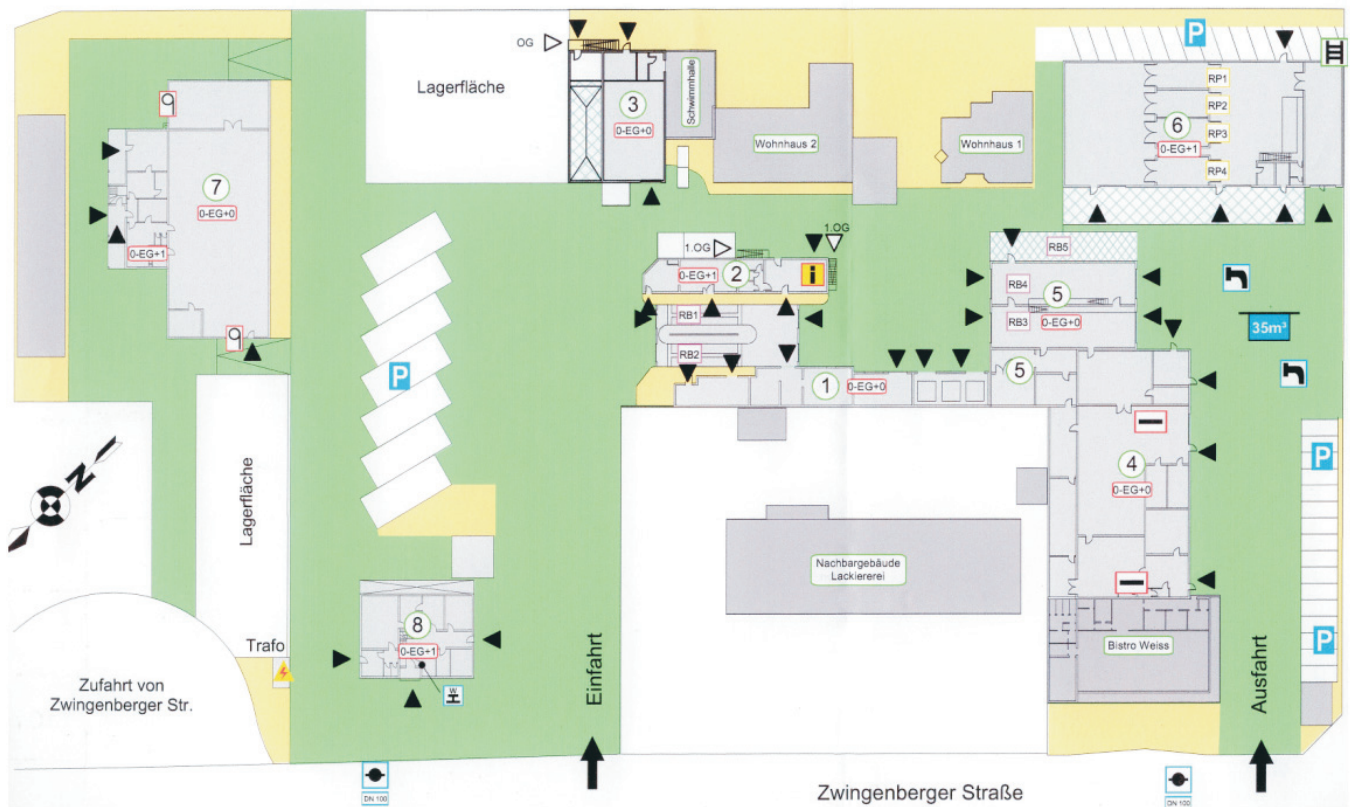 OG
Lagerfläche
3
0-EG+0
Schwimmhalle
Wohnhaus 2
Wohnhaus 1
P
RP1
RP2
RP3
RP4
6
0-EG+1
7
0-EG+0
0-EG+1
1.OG
1.OG
2
0-EG+1
i
RB1
RB2
RB5
RB4
5
RB3
0-EG+0
35m³
P
1
0-EG+0
5
N
Lagerfläche
4
0-EG+0
P
Nachbargebäude
Lackiererei
8
0-EG+1
W
H
Trafo
Zufahrt von
Zwingenberger Str.
Einfahrt
Bistro Weiss
Ausfahrt
P
DN 100
DN 100
Zwingenberger Straße